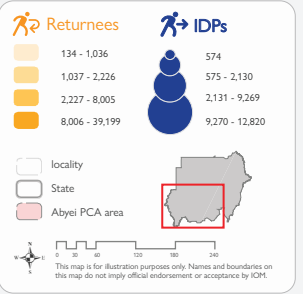 Returnees
IDPs
134 - 1,036
574
1,037 - 2,226
575 - 2,130
2,227 - 8,005
2,131 - 9,269
8,006 - 39,199
9,270 - 12,820
locality
State
Abyei PCA area
N
W E
S
0 30 60 120 180 240
This map is for illustration purposes only. Names and boundaries on
this map do not imply official endorsement or acceptance by IOM.